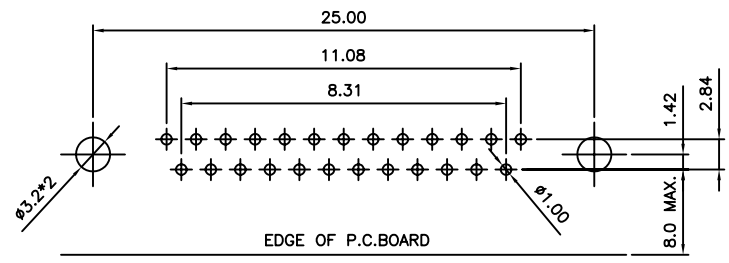 25.00
11.08
8.31
1.42
2.84
ø3.2*2
ø1.00
8.0 MAX.
EDGE OF P.C.BOARD